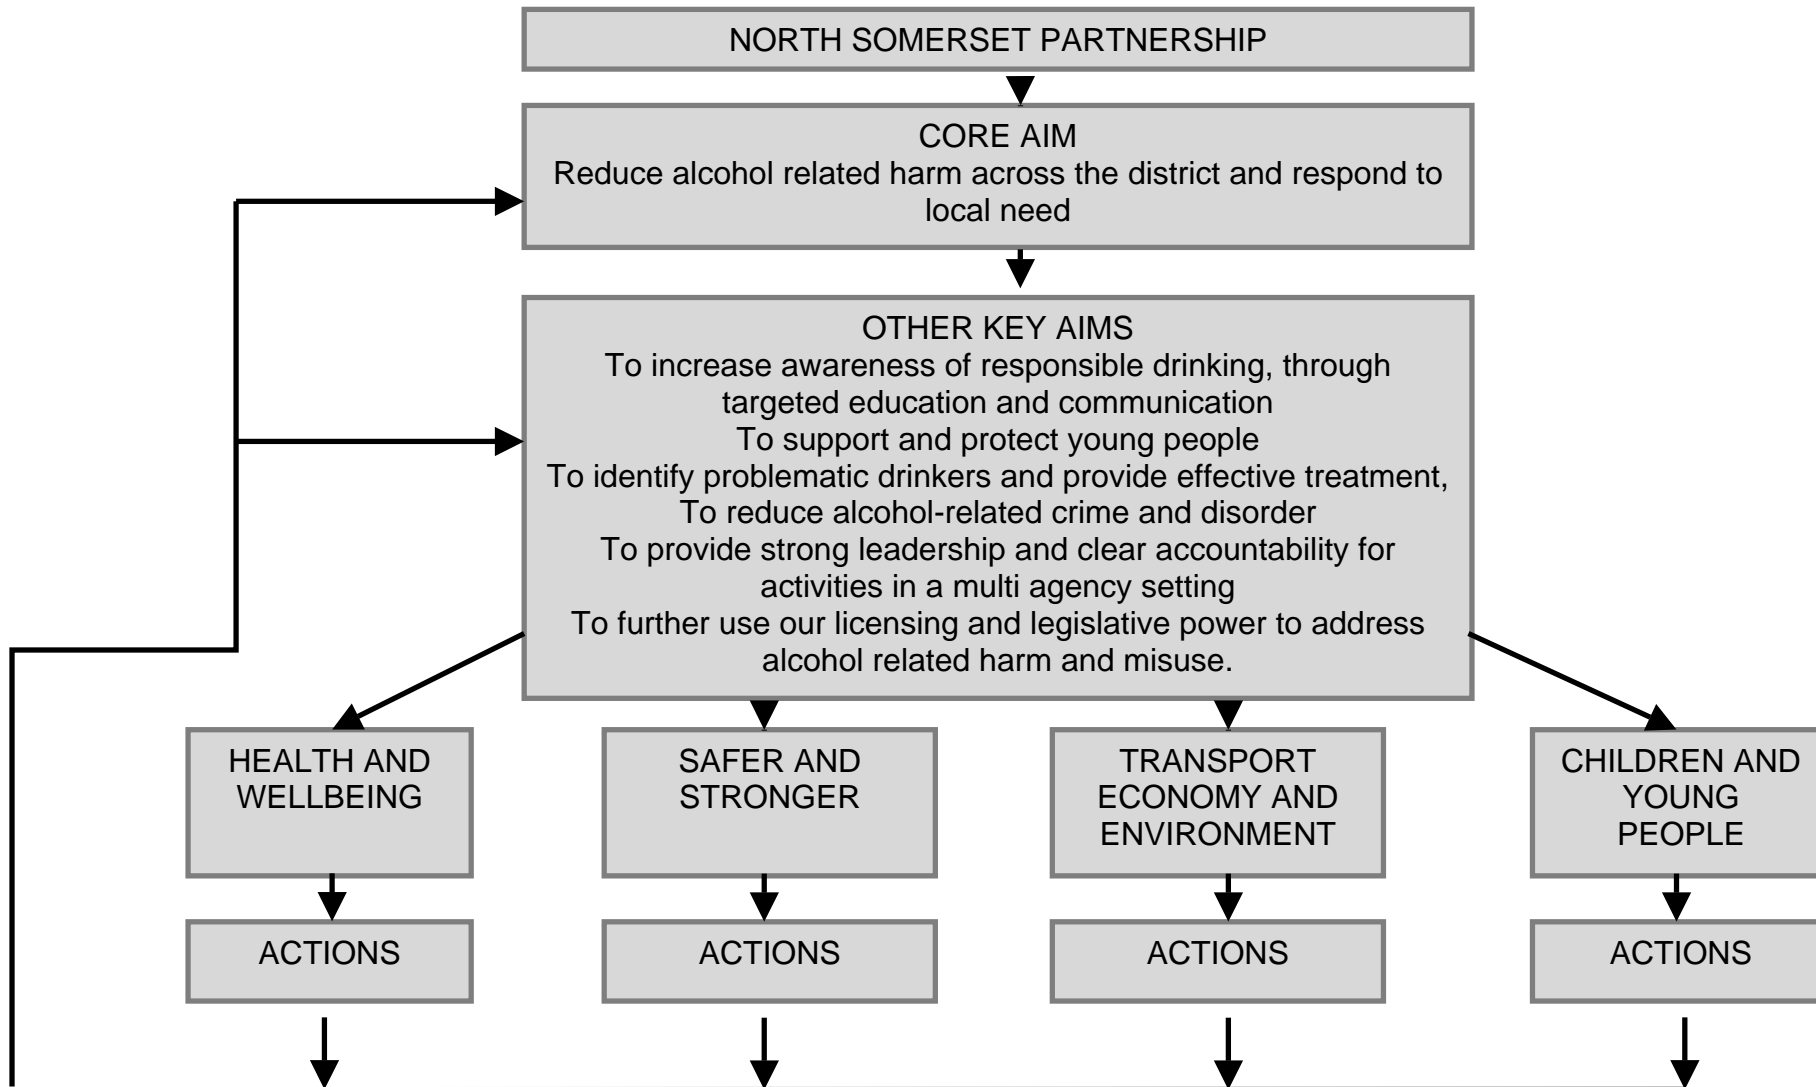 NORTH SOMERSET PARTNERSHIP
CORE AIM
Reduce alcohol related harm across the district and respond to
local need
OTHER KEY AIMS
To increase awareness of responsible drinking, through
targeted education and communication
To support and protect young people
To identify problematic drinkers and provide effective treatment,
To reduce alcohol-related crime and disorder
To provide strong leadership and clear accountability for
activities in a multi agency setting
To further use our licensing and legislative power to address
alcohol related harm and misuse.
HEALTH AND
WELLBEING
SAFER AND
STRONGER
TRANSPORT
ECONOMY AND
ENVIRONMENT
CHILDREN AND
YOUNG
PEOPLE
ACTIONS
ACTIONS
ACTIONS
ACTIONS